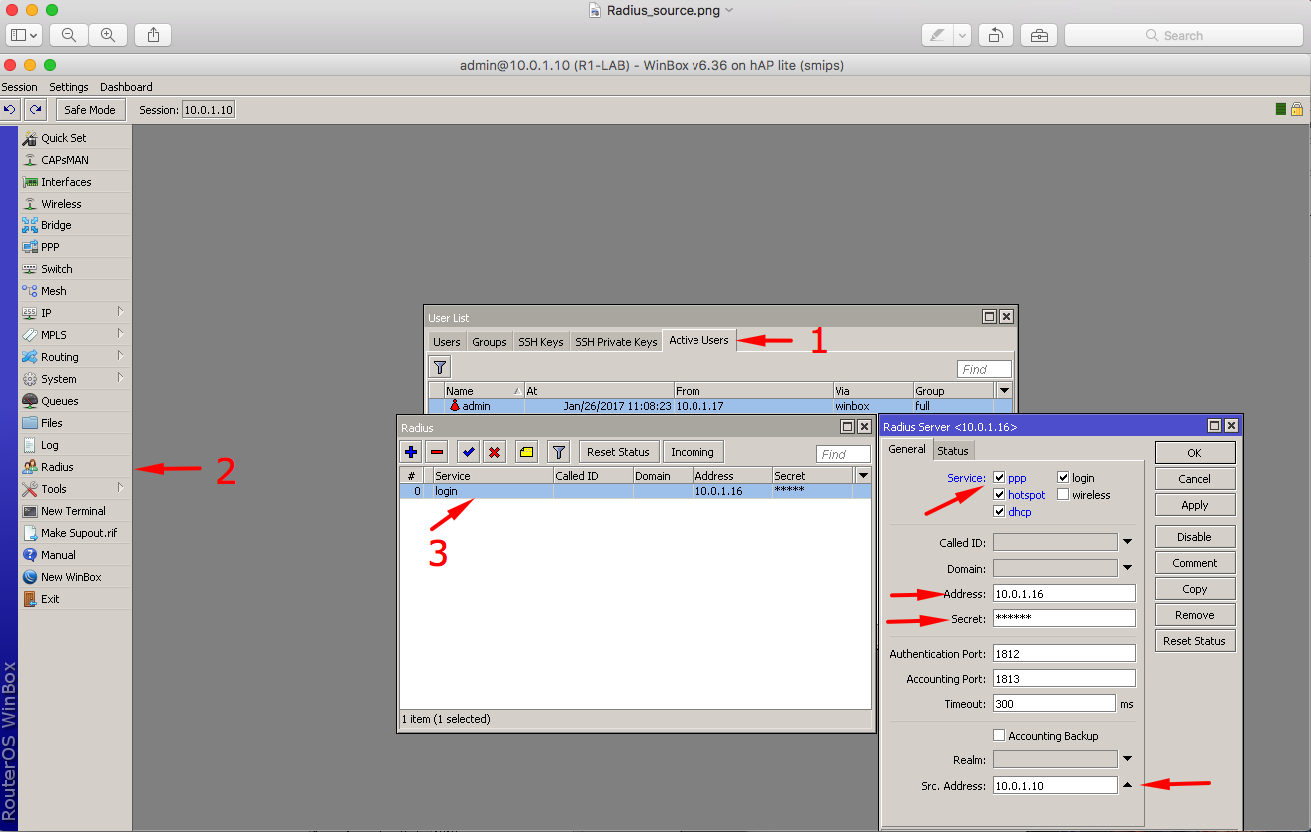 Radius_source.png
Search
admin@10.0.1.10 (R1-LAB) - WinBox v6.36 on hAP lite (smips)
Session Settings Dashboard
Safe Mode Session: 10.0.1.10
Quick Set
CAPsMAN
Interfaces
Wireless
Bridge
PPP
Switch
Mesh
IP
MPLS
Routing
System
Queues
Files
Log
Radius
Tools
New Terminal
Make Supout.rif
Manual
New WinBox
Exit
RouterOS WinBox
2
User List
Users Groups SSH Keys SSH Private Keys Active Users
1
Find
Name At From Via Group
admin Jan/26/2017 11:08:23 10.0.1.17 winbox full
Radius
Reset Status Incoming Find
# Service Called ID Domain Address Secret
0 login 10.0.1.16 *****
3
1 item (1 selected)
Radius Server <10.0.1.16>
General Status
Service: ppp login
hotspot wireless
dhcp
Called ID:
Domain:
Address: 10.0.1.16
Secret: ******
Authentication Port: 1812
Accounting Port: 1813
Timeout: 300 ms
Accounting Backup
Realm:
Src. Address: 10.0.1.10
OK
Cancel
Apply
Disable
Comment
Copy
Remove
Reset Status